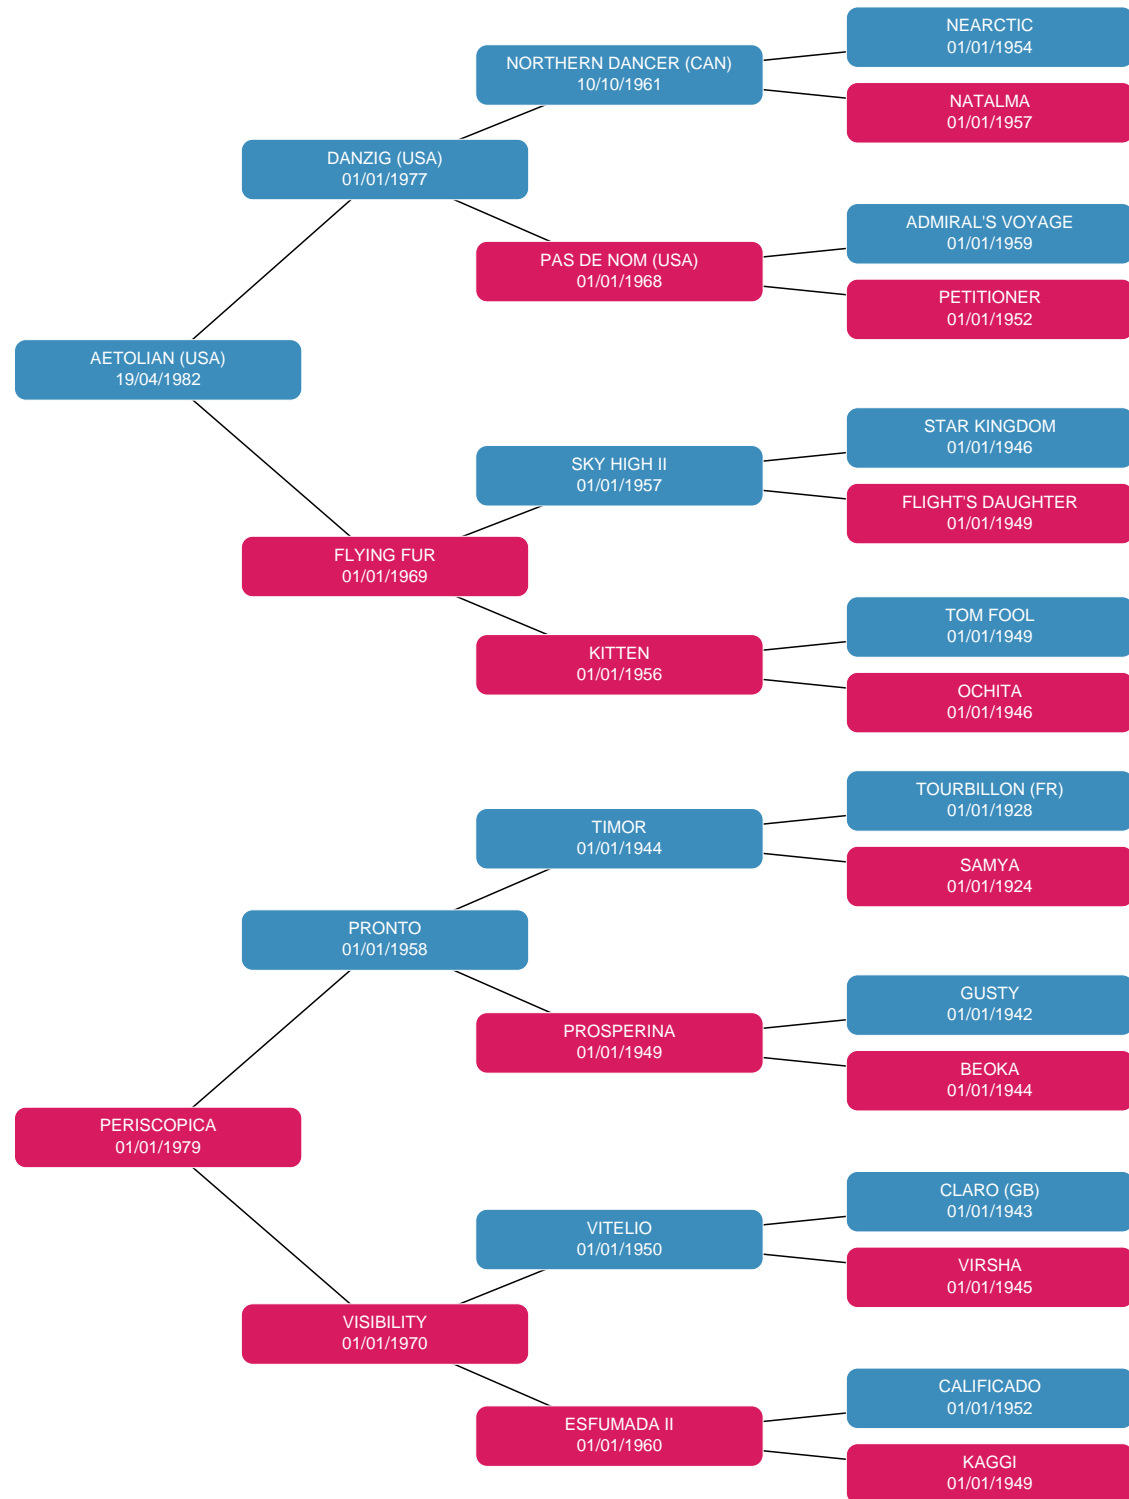 NEARCTIC
01/01/1954
NORTHERN DANCER (CAN)
10/10/1961
NATALMA
01/01/1957
DANZIG (USA)
01/01/1977
ADMIRAL'S VOYAGE
01/01/1959
PAS DE NOM (USA)
01/01/1968
PETITIONER
01/01/1952
AETOLIAN (USA)
19/04/1982
STAR KINGDOM
01/01/1946
SKY HIGH II
01/01/1957
FLIGHT'S DAUGHTER
01/01/1949
FLYING FUR
01/01/1969
TOM FOOL
01/01/1949
KITTEN
01/01/1956
OCHITA
01/01/1946
TOURBILLON (FR)
01/01/1928
TIMOR
01/01/1944
SAMYA
01/01/1924
PRONTO
01/01/1958
GUSTY
01/01/1942
PROSPERINA
01/01/1949
BEOKA
01/01/1944
PERISCOPICA
01/01/1979
CLARO (GB)
01/01/1943
VITELIO
01/01/1950
VIRSHA
01/01/1945
VISIBILITY
01/01/1970
CALIFICADO
01/01/1952
ESFUMADA II
01/01/1960
KAGGI
01/01/1949